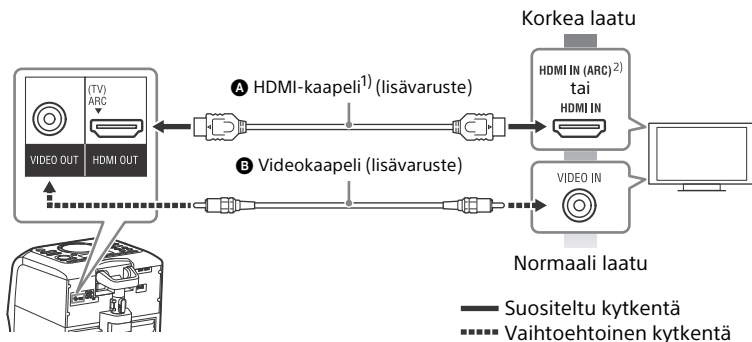 Korkea laatu
(TV)
ARC
VIDEO OUT
HDMI OUT
A HDMI-kaapeli1) (lisävaruste)
HDMI IN (ARC)2)
tai
HDMI IN
B Videokaapeli (lisävaruste)
VIDEO IN
Normaali laatu
Suositeltu kytkentä
Vaihtoehtoinen kytkentä